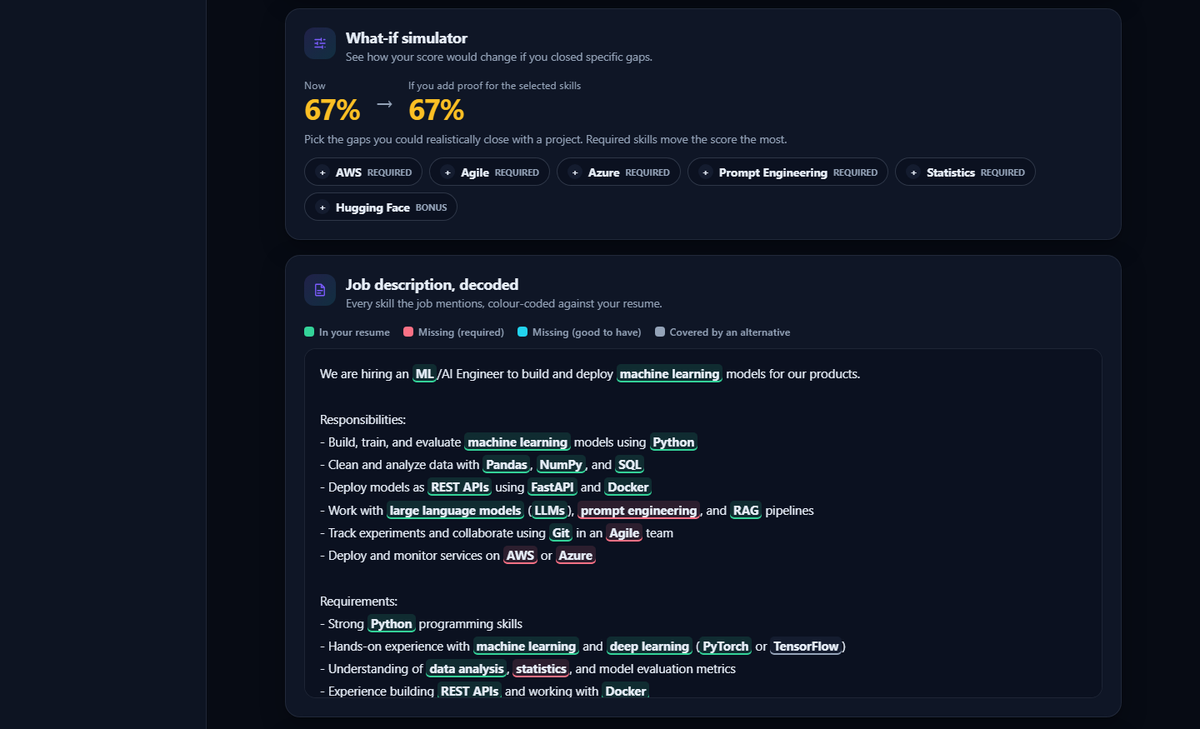 What-if simulator
See how your score would change if you closed specific gaps.
Now
If you add proof for the selected skills
67% → 67%
Pick the gaps you could realistically close with a project. Required skills move the score the most.
+ AWS REQUIRED + Agile REQUIRED + Azure REQUIRED + Prompt Engineering REQUIRED + Statistics REQUIRED
+ Hugging Face BONUS
Job description, decoded
Every skill the job mentions, colour-coded against your resume.
In your resume Missing (required) Missing (good to have) Covered by an alternative
We are hiring an ML/AI Engineer to build and deploy machine learning models for our products.
Responsibilities:
- Build, train, and evaluate machine learning models using Python
- Clean and analyze data with Pandas, NumPy, and SQL
- Deploy models as REST APIs using FastAPI and Docker
- Work with large language models (LLMs), prompt engineering, and RAG pipelines
- Track experiments and collaborate using Git in an Agile team
- Deploy and monitor services on AWS or Azure
Requirements:
- Strong Python programming skills
- Hands-on experience with machine learning and deep learning (PyTorch or TensorFlow)
- Understanding of data analysis, statistics, and model evaluation metrics
- Experience building REST APIs and working with Docker